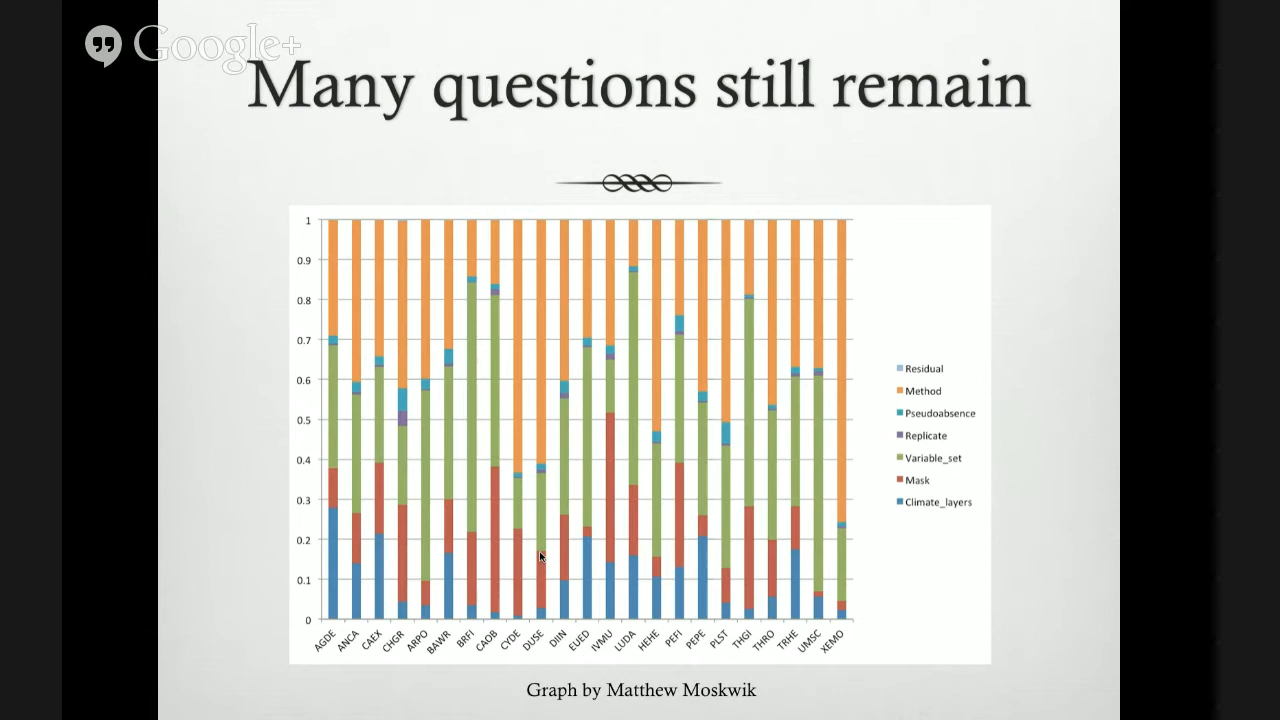 Google+
Many questions still remain
1
0.9
0.8
0.7
0.6
0.5
0.4
0.3
0.2
0.1
0
AGDE ANCA CAEX CHGR ARPO BAWR BRFI CAOB CYDE DUSE DIIN EUED IVMU LUDA HEHE PEFI PEPE PLST THGI THRO TRHE UMSC XEMO
Residual
Method
Pseudoabsence
Replicate
Variable_set
Mask
Climate_layers
Graph by Matthew Moskwik